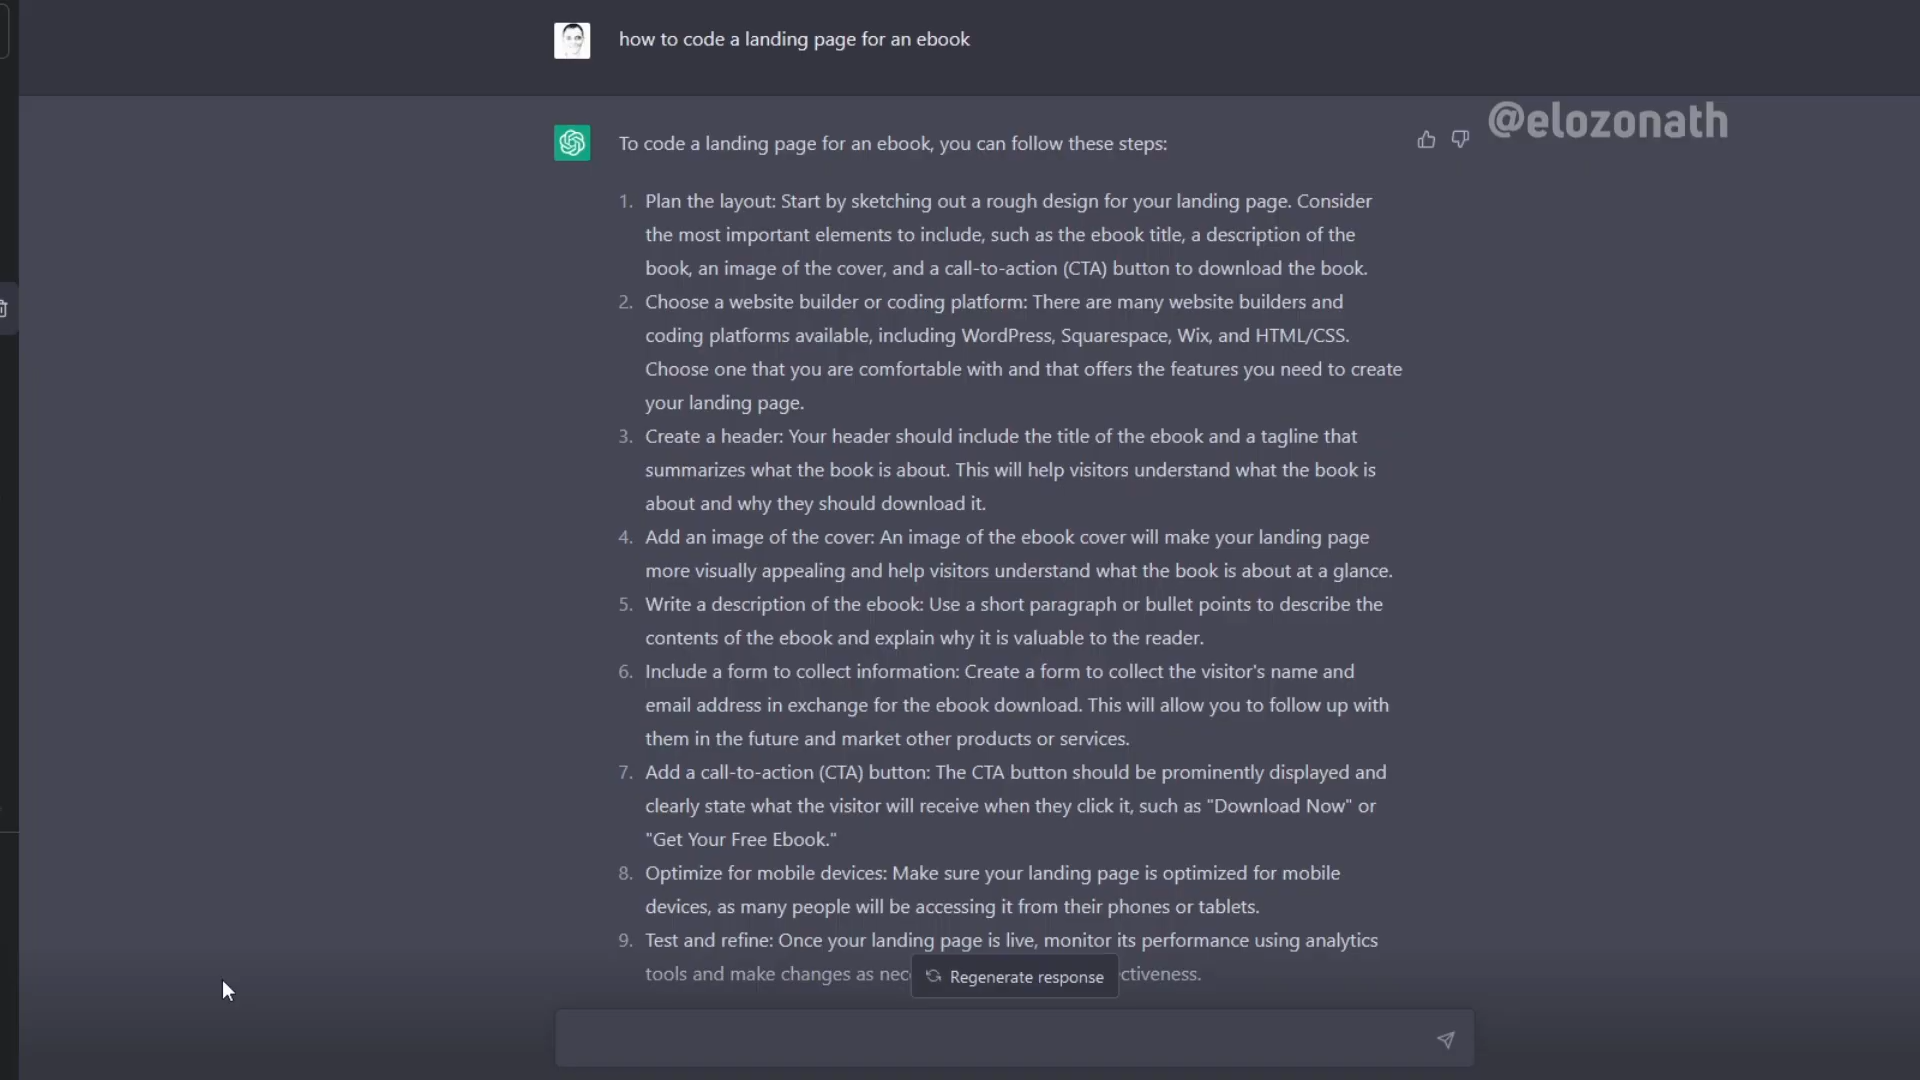 how to code a landing page for an ebook
@elozonath
To code a landing page for an ebook, you can follow these steps:
1. Plan the layout: Start by sketching out a rough design for your landing page. Consider
the most important elements to include, such as the ebook title, a description of the
book, an image of the cover, and a call-to-action (CTA) button to download the book.
2. Choose a website builder or coding platform: There are many website builders and
coding platforms available, including WordPress, Squarespace, Wix, and HTML/CSS.
Choose one that you are comfortable with and that offers the features you need to create
your landing page.
3. Create a header: Your header should include the title of the ebook and a tagline that
summarizes what the book is about. This will help visitors understand what the book is
about and why they should download it.
4. Add an image of the cover: An image of the ebook cover will make your landing page
more visually appealing and help visitors understand what the book is about at a glance.
5. Write a description of the ebook: Use a short paragraph or bullet points to describe the
contents of the ebook and explain why it is valuable to the reader.
6. Include a form to collect information: Create a form to collect the visitor's name and
email address in exchange for the ebook download. This will allow you to follow up with
them in the future and market other products or services.
7. Add a call-to-action (CTA) button: The CTA button should be prominently displayed and
clearly state what the visitor will receive when they click it, such as "Download Now" or
"Get Your Free Ebook."
8. Optimize for mobile devices: Make sure your landing page is optimized for mobile
devices, as many people will be accessing it from their phones or tablets.
9. Test and refine: Once your landing page is live, monitor its performance using analytics
tools and make changes as
Regenerate response